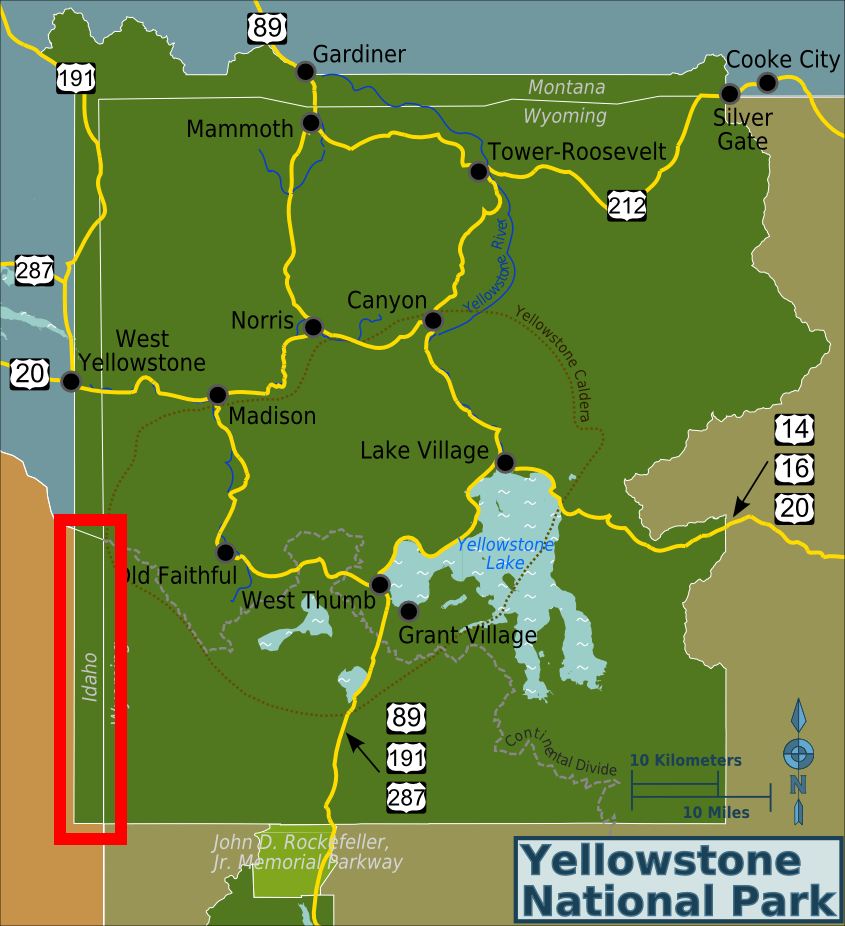 89
Gardiner
Cooke City
191
Montana
Wyoming
Silver
Gate
Mammoth
Tower-Roosevelt
212
Yellowstone River
287
Canyon
Norris
Yellowstone Caldera
West
Yellowstone
20
Madison
14
16
20
Lake Village
Yellowstone
Lake
Old Faithful
West Thumb
Grant Village
Idaho
Wyoming
89
191
287
Continental Divide
10 Kilometers
10 Miles
N
John D. Rockefeller,
Jr. Memorial Parkway
Yellowstone
National Park